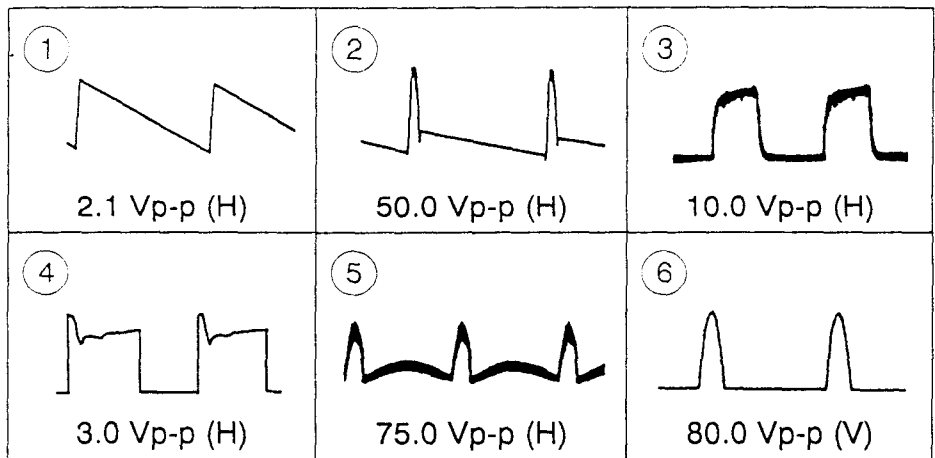 1
2
3
2.1 Vp-p (H)
50.0 Vp-p (H)
10.0 Vp-p (H)
4
5
6
3.0 Vp-p (H)
75.0 Vp-p (H)
80.0 Vp-p (V)